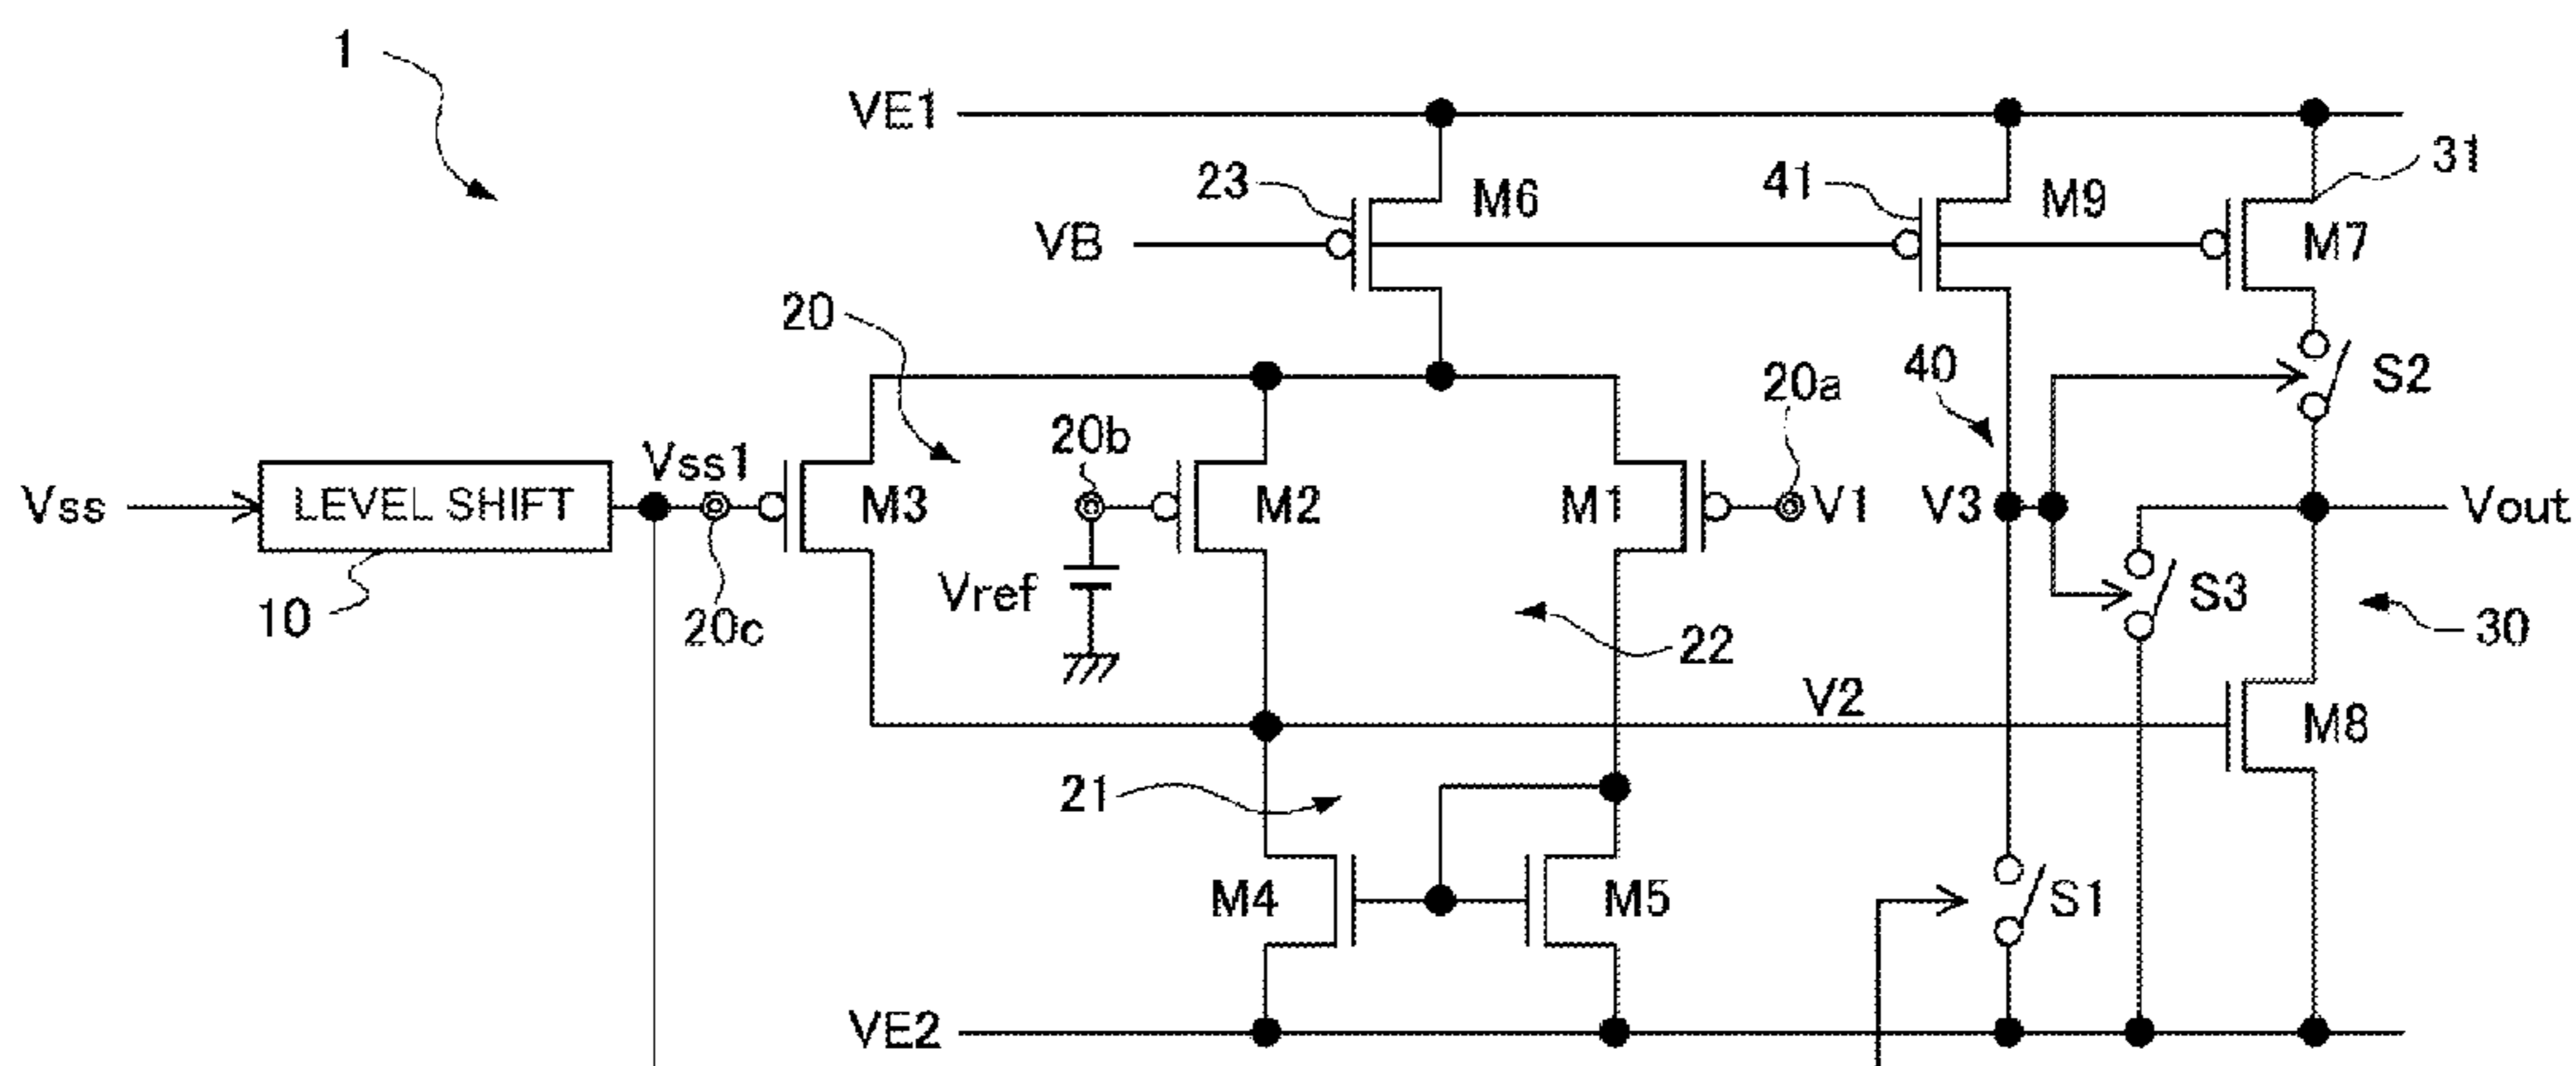 1
VE1
23
M6
41
M9
31
VB
M7
20
40
S2
20a
20b
Vss
LEVEL SHIFT
Vss1
M3
M2
M1
V1
V3
Vout
10
20c
Vref
22
S3
30
V2
M8
21
M4
M5
S1
VE2